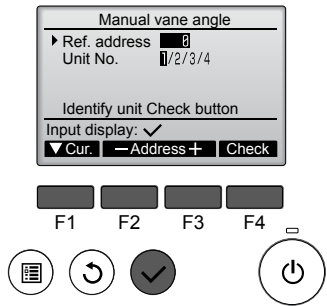 Manual vane angle
Ref. address 0
Unit No. 1/2/3/4
Identify unit Check button
Input display: ✓
▼Cur. －Address＋ Check
F1 F2 F3 F4